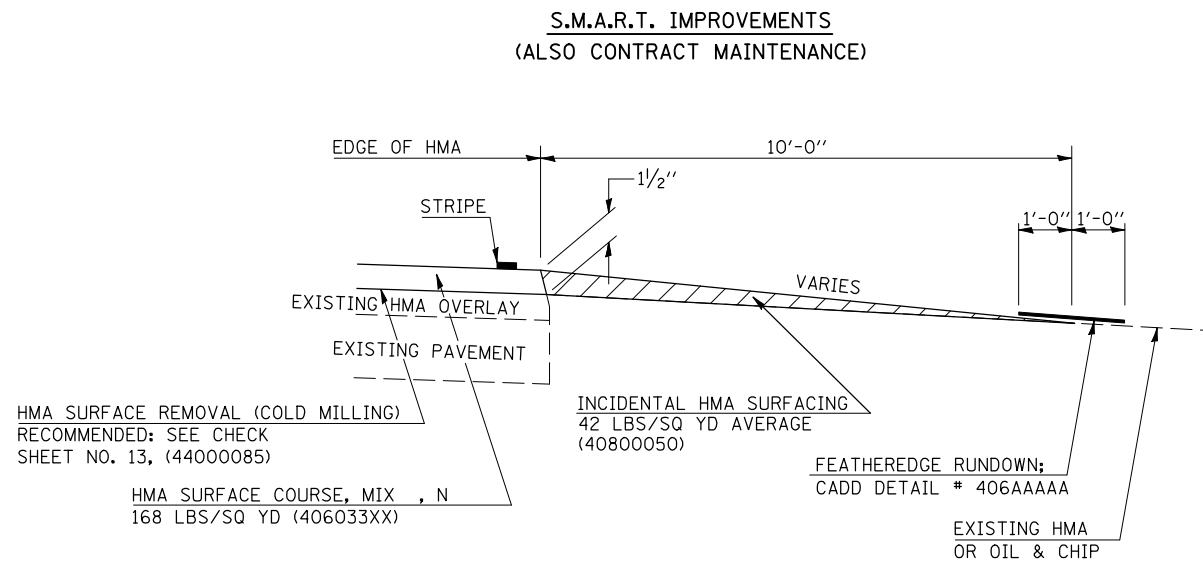 S.M.A.R.T. IMPROVEMENTS
(ALSO CONTRACT MAINTENANCE)
EDGE OF HMA
10'-0"
1 1/2"
STRIPE
1'-0"
1'-0"
VARIES
EXISTING HMA OVERLAY
EXISTING PAVEMENT
HMA SURFACE REMOVAL (COLD MILLING)
RECOMMENDED: SEE CHECK
SHEET NO. 13, (44000085)
INCIDENTAL HMA SURFACING
42 LBS/SQ YD AVERAGE
(40800050)
FEATHEREDGE RUNDOWN;
CADD DETAIL # 406AAAAA
HMA SURFACE COURSE, MIX , N
168 LBS/SQ YD (406033XX)
EXISTING HMA
OR OIL & CHIP